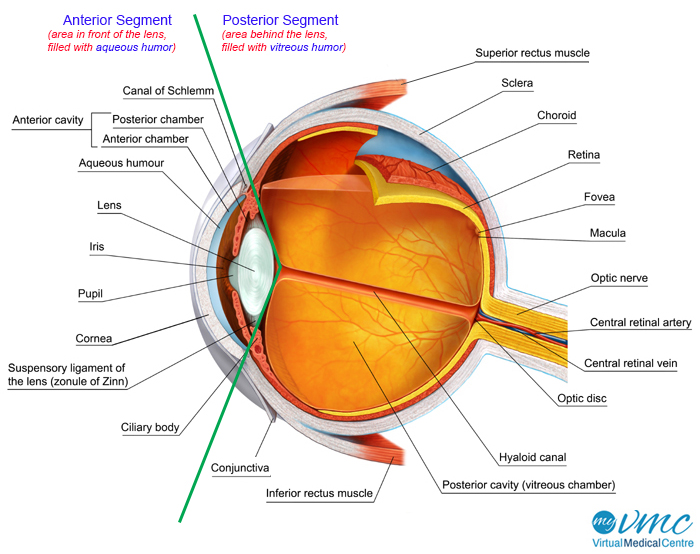 Anterior Segment
(area in front of the lens,
filled with aqueous humor)
Posterior Segment
(area behind the lens,
filled with vitreous humor)
Canal of Schlemm
Anterior cavity
Posterior chamber
Anterior chamber
Aqueous humour
Lens
Iris
Pupil
Cornea
Suspensory ligament of
the lens (zonule of Zinn)
Ciliary body
Conjunctiva
Inferior rectus muscle
Superior rectus muscle
Sclera
Choroid
Retina
Fovea
Macula
Optic nerve
Central retinal artery
Central retinal vein
Optic disc
Hyaloid canal
Posterior cavity (vitreous chamber)
my vmc
VirtualMedicalCentre